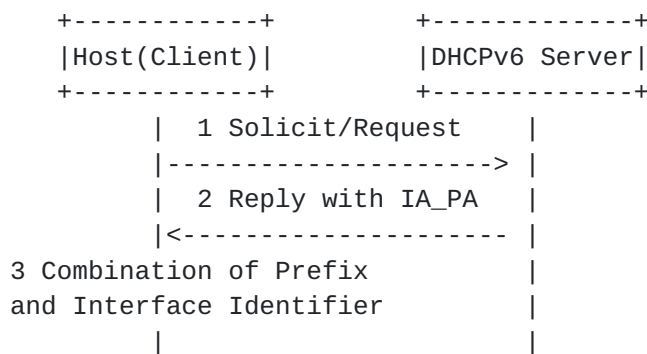 +------------+ +-------------+
|Host(Client)| |DHCPv6 Server|
+------------+ +-------------+
| 1 Solicit/Request |
|---------------------> |
| 2 Reply with IA_PA |
|<---------------------- |
3 Combination of Prefix |
and Interface Identifier |
| |